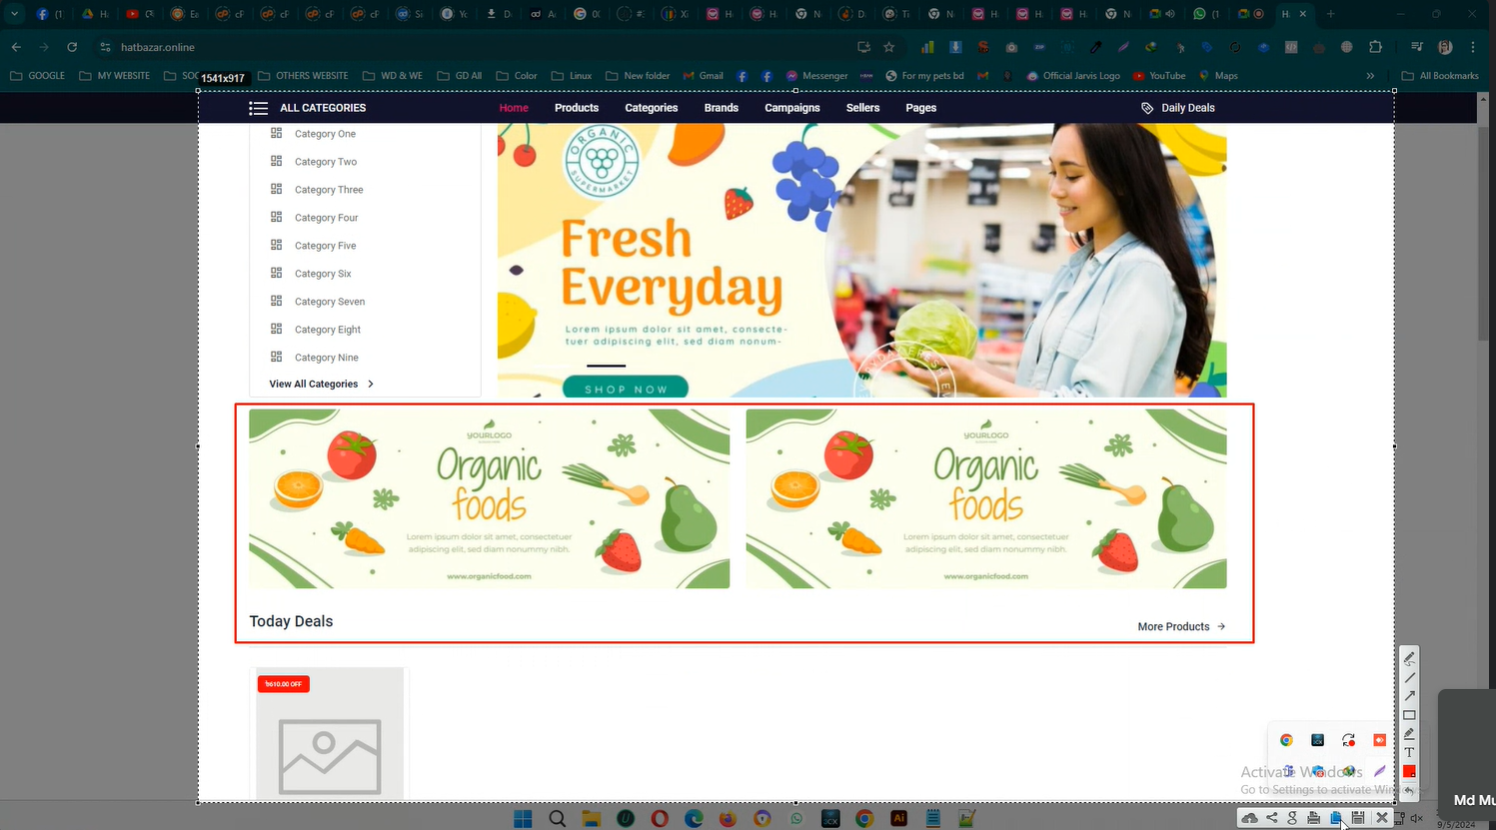 hatbazar.online
GOOGLE
MY WEBSITE
OTHERS WEBSITE
WD & WE
GD All
Color
Linux
New folder
Gmail
Messenger
For my pets bd
Official Jarvis Logo
YouTube
Maps
All Bookmarks
1541x917
ALL CATEGORIES
Home
Products
Categories
Brands
Campaigns
Sellers
Pages
Daily Deals
Category One
Category Two
Category Three
Category Four
Category Five
Category Six
Category Seven
Category Eight
Category Nine
View All Categories
ORGANIC
SUPERMARKET
Fresh
Everyday
Lorem ipsum dolor sit amet, consecte-
tuer adipiscing elit, sed diam nonum-
SHOP NOW
YOURLOGO
Organic
foods
Lorem ipsum dolor sit amet, consectetuer
adipiscing elit, sed diam nonummy nibh.
www.organicfood.com
YOURLOGO
Organic
foods
Lorem ipsum dolor sit amet, consectetuer
adipiscing elit, sed diam nonummy nibh.
www.organicfood.com
Today Deals
More Products
৳610.00 OFF
Activate Windows
Go to Settings to activate
Md Mu
9/5/2024